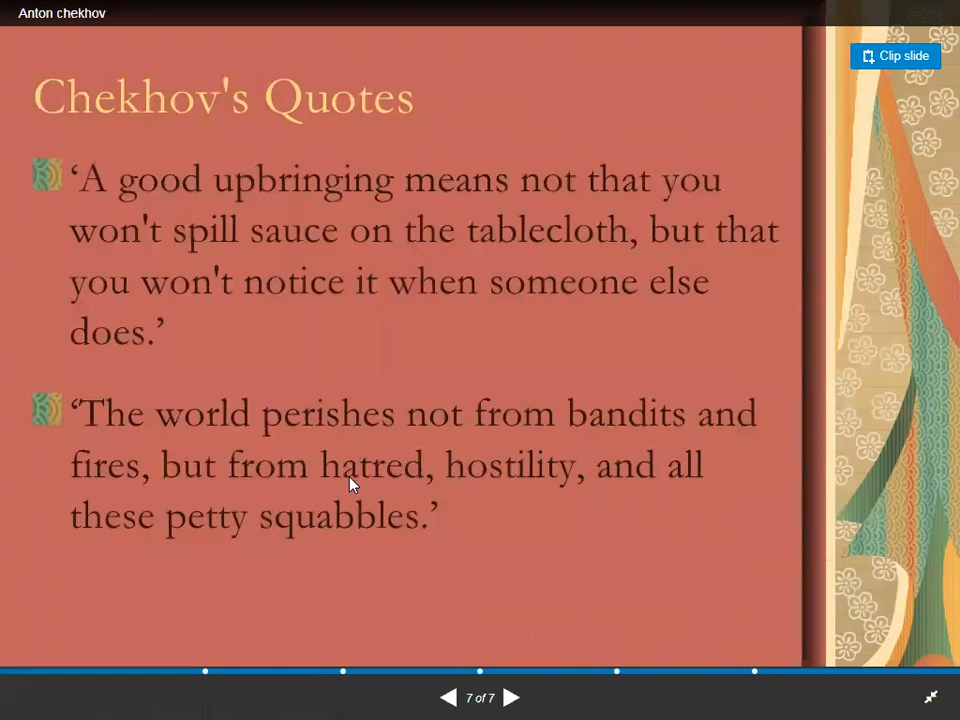 Anton chekhov
Clip slide
Chekhov's Quotes
‘A good upbringing means not that you
won't spill sauce on the tablecloth, but that
you won't notice it when someone else
does.’
‘The world perishes not from bandits and
fires, but from hatred, hostility, and all
these petty squabbles.’
7 of 7